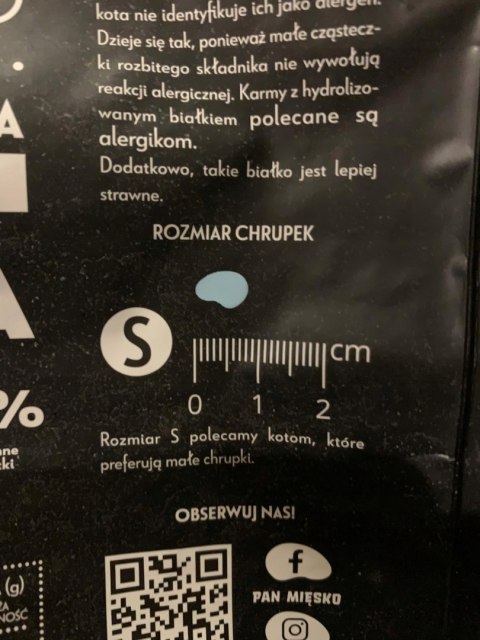 kota nie identyfikuje ich jako alergen.
Dzieje się tak, ponieważ małe cząstecz-
ki rozbitego składnika nie wywołują
reakcji alergicznej. Karmy z hydrolizo-
wanym białkiem polecane są
alergikom.
Dodatkowo, takie białko jest lepiej
strawne.
ROZMIAR CHRUPEK
S
cm
0 1 2
Rozmiar S polecamy kotom, które
preferują małe chrupki.
OBSERWUJ NAS!
f
PAN MIĘSKO
A
A
%
(g)